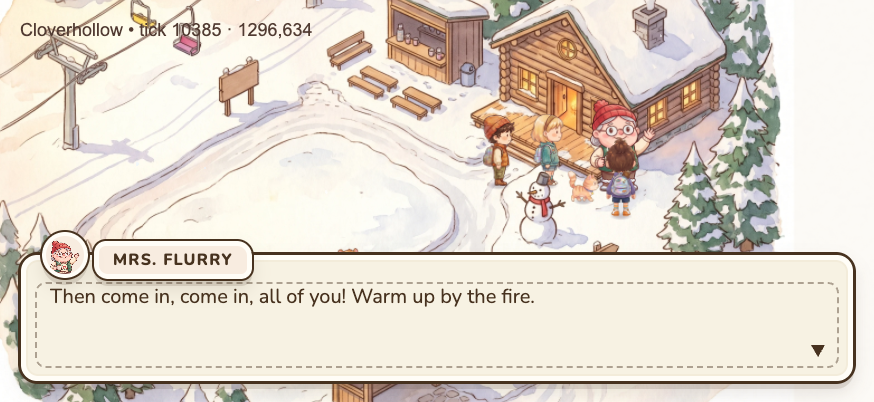 Cloverhollow • tick 10385 · 1296,634
MRS. FLURRY
Then come in, come in, all of you! Warm up by the fire.